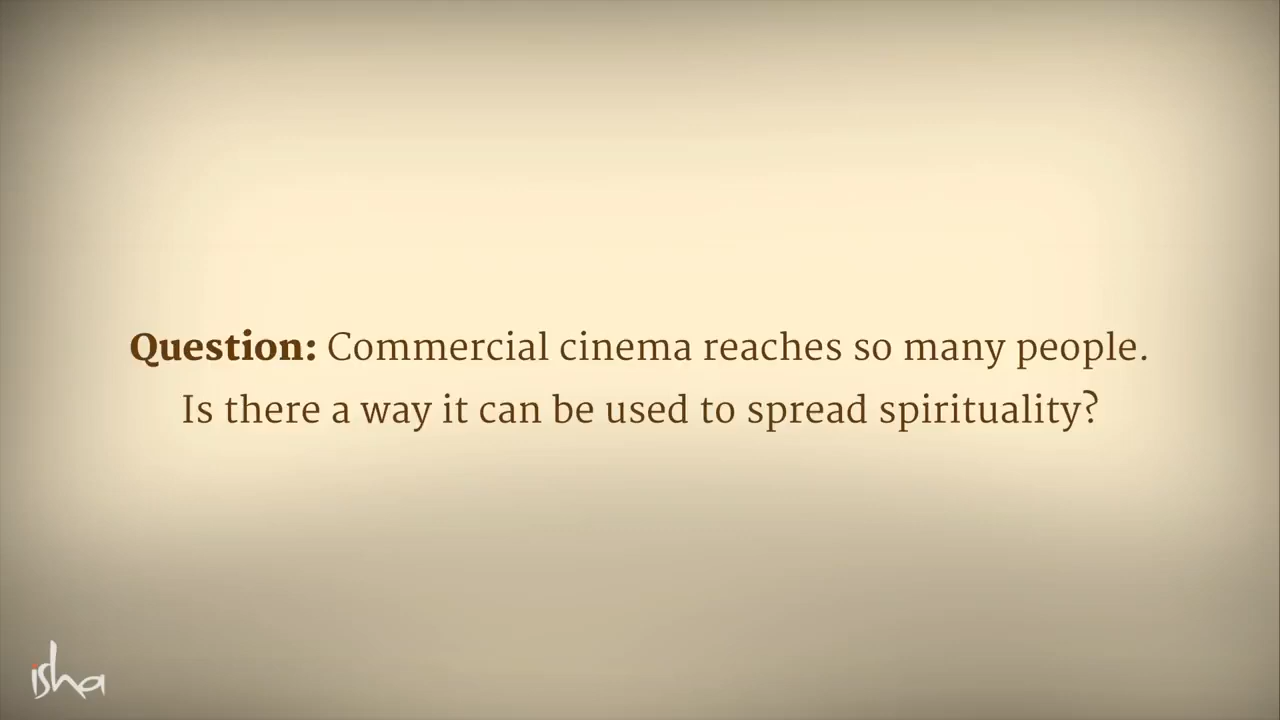 Question: Commercial cinema reaches so many people.
Is there a way it can be used to spread spirituality?
isha